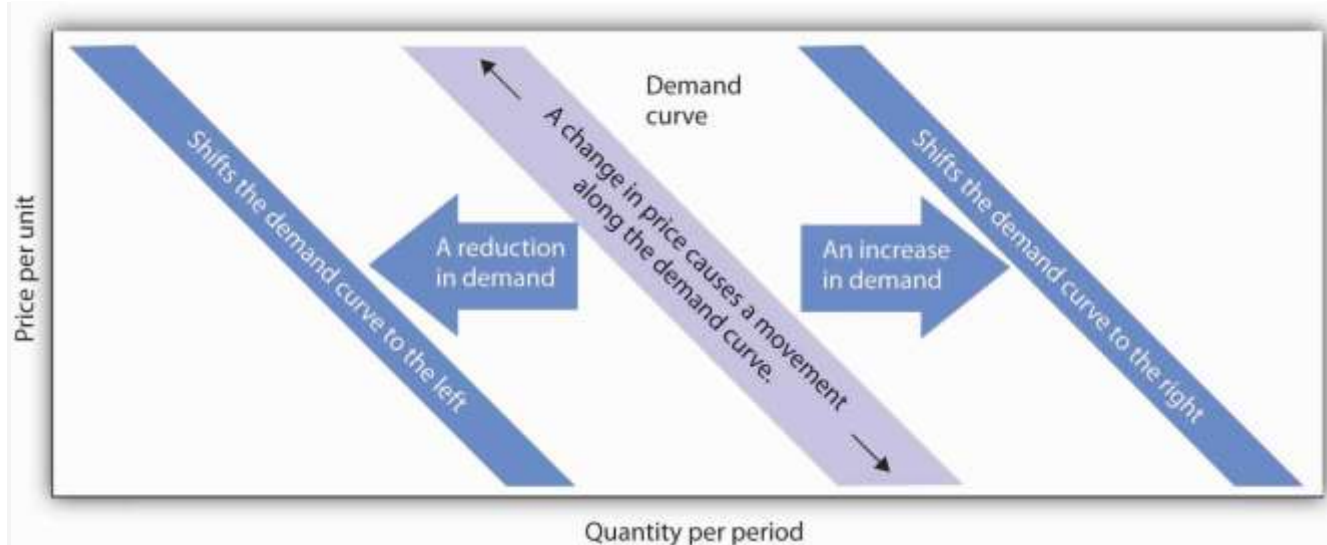 Price per unit
Shifts the demand curve to the left
A reduction
in demand
A change in price causes a movement
along the demand curve.
Demand
curve
An increase
in demand
Shifts the demand curve to the right
Quantity per period